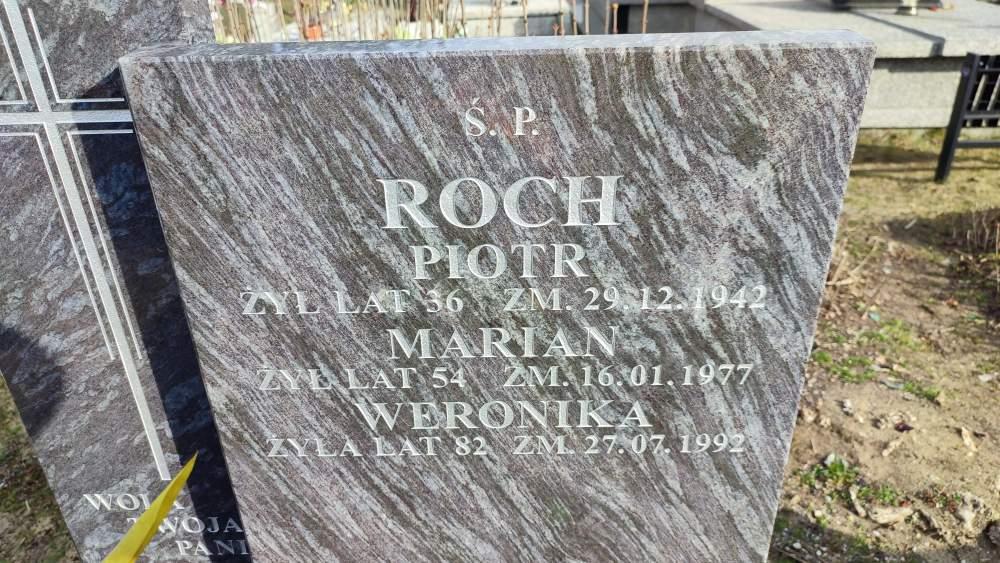 Ś. P.
ROCH
PIOTR
ŻYŁ LAT 36 ZM. 29.12.1942
MARIAN
ŻYŁ LAT 54 ZM. 16.01.1977
WERONIKA
ŻYŁA LAT 82 ZM. 27.07.1992
TWOJA